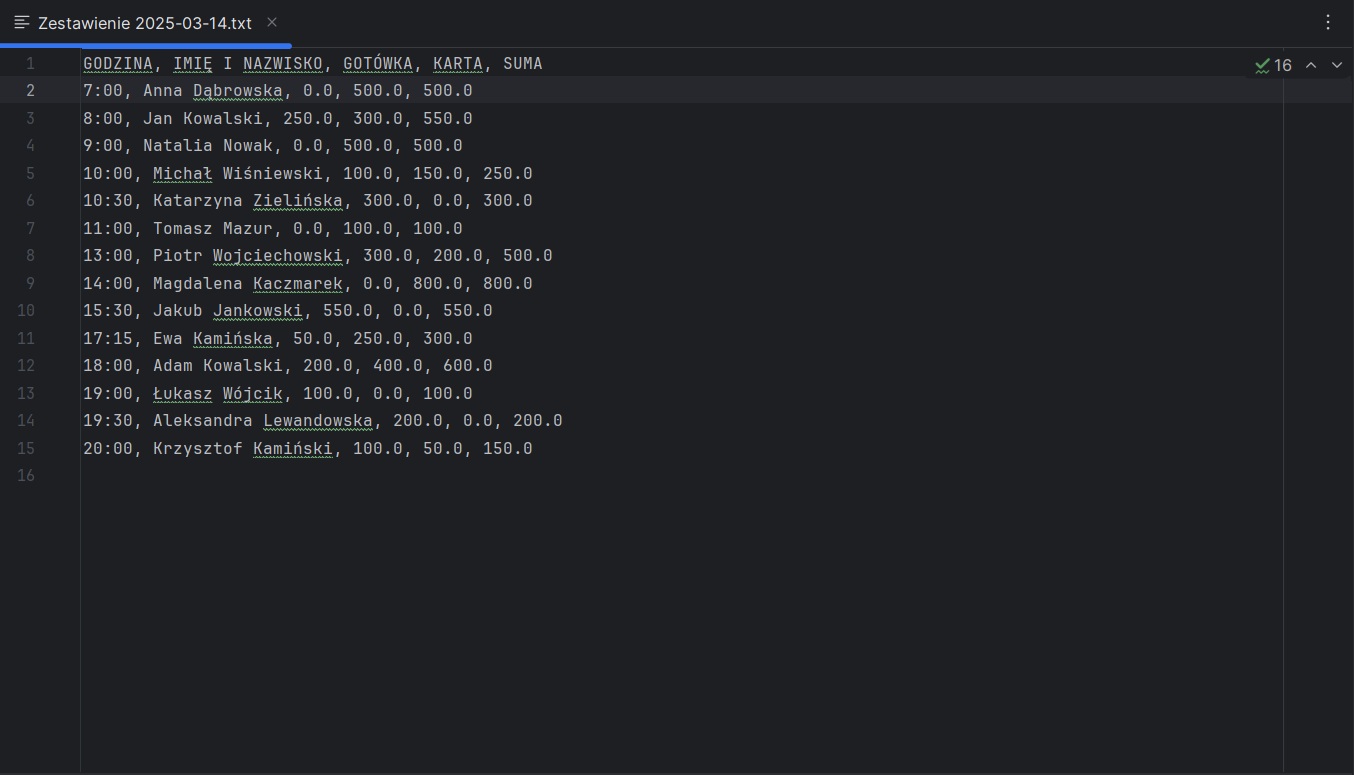 Zestawienie 2025-03-14.txt
16
1 GODZINA, IMIĘ I NAZWISKO, GOTÓWKA, KARTA, SUMA
2 7:00, Anna Dąbrowska, 0.0, 500.0, 500.0
3 8:00, Jan Kowalski, 250.0, 300.0, 550.0
4 9:00, Natalia Nowak, 0.0, 500.0, 500.0
5 10:00, Michał Wiśniewski, 100.0, 150.0, 250.0
6 10:30, Katarzyna Zielińska, 300.0, 0.0, 300.0
7 11:00, Tomasz Mazur, 0.0, 100.0, 100.0
8 13:00, Piotr Wojciechowski, 300.0, 200.0, 500.0
9 14:00, Magdalena Kaczmarek, 0.0, 800.0, 800.0
10 15:30, Jakub Jankowski, 550.0, 0.0, 550.0
11 17:15, Ewa Kamińska, 50.0, 250.0, 300.0
12 18:00, Adam Kowalski, 200.0, 400.0, 600.0
13 19:00, Łukasz Wójcik, 100.0, 0.0, 100.0
14 19:30, Aleksandra Lewandowska, 200.0, 0.0, 200.0
15 20:00, Krzysztof Kamiński, 100.0, 50.0, 150.0
16